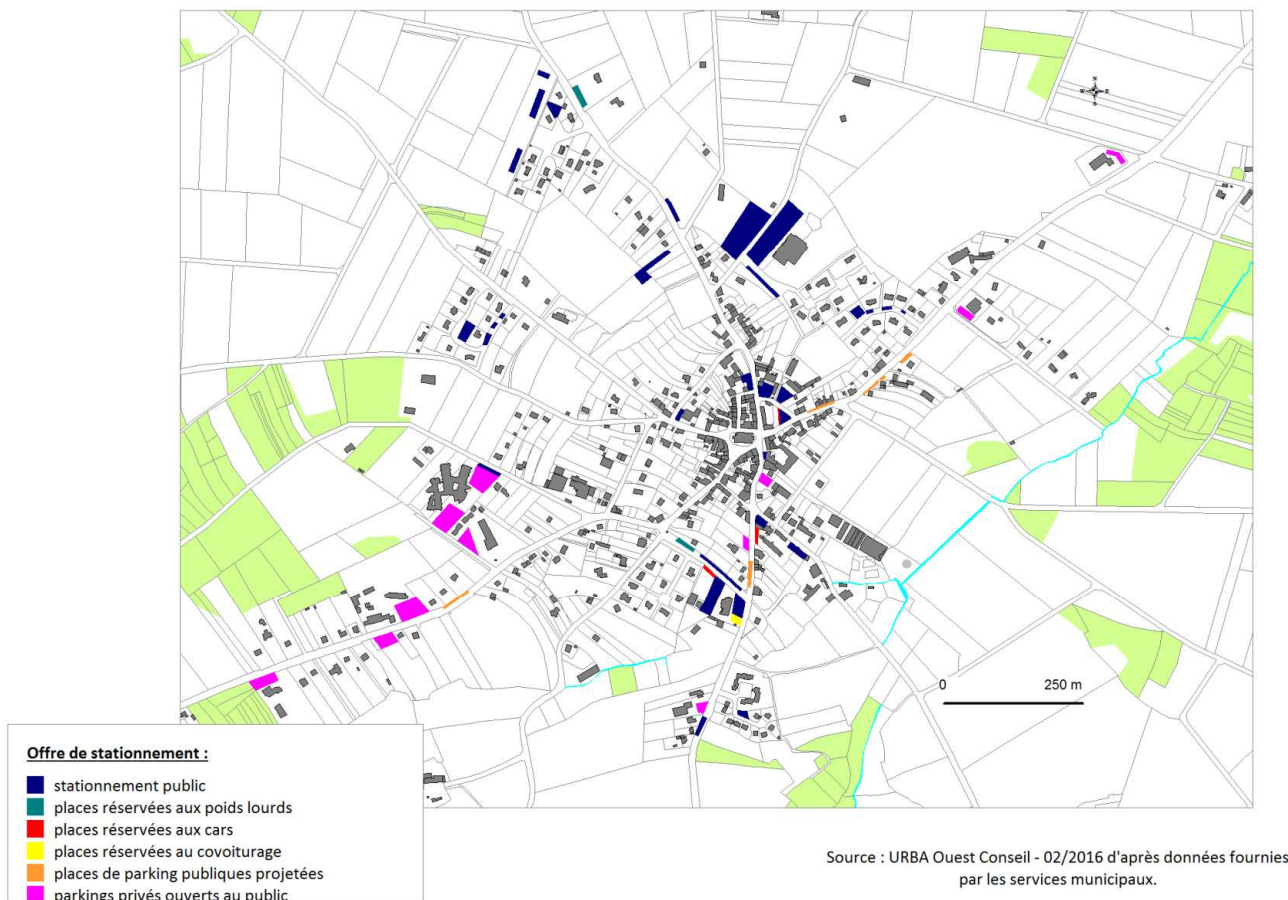 N
W E
S
0 250 m
Offre de stationnement :
stationnement public
places réservées aux poids lourds
places réservées aux cars
places réservées au covoiturage
places de parking publiques projetées
parkings privés ouverts au public
Source : URBA Ouest Conseil - 02/2016 d'après données fournies
par les services municipaux.